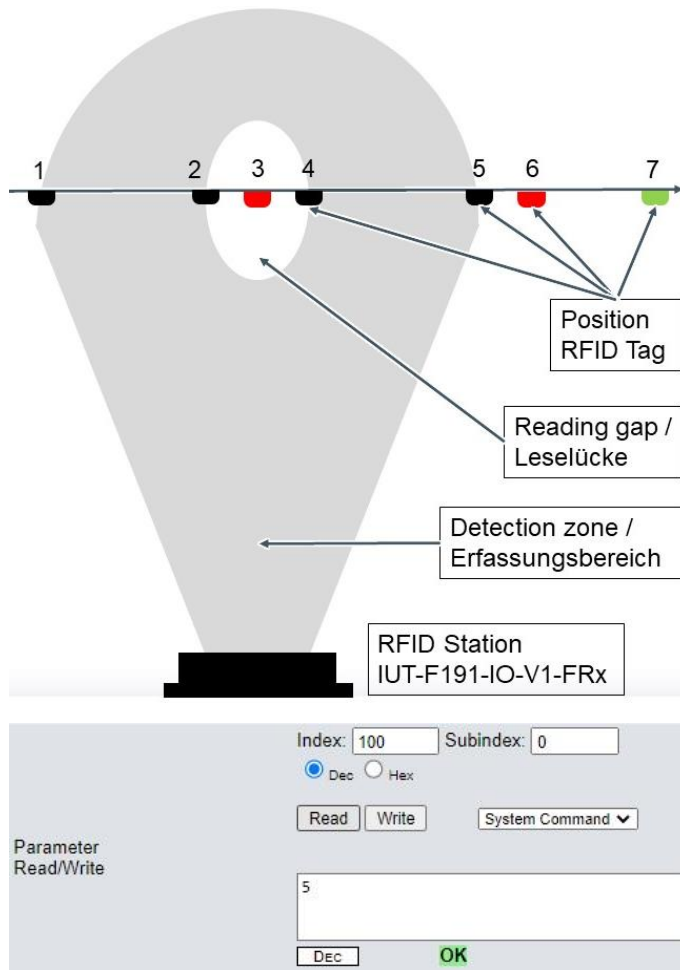 1 2 3 4 5 6 7
Position
RFID Tag
Reading gap /
Leselücke
Detection zone /
Erfassungsbereich
RFID Station
IUT-F191-IO-V1-FRx
Index: 100 Subindex: 0
Dec Hex
Read Write System Command
Parameter
Read/Write
5
DEC OK